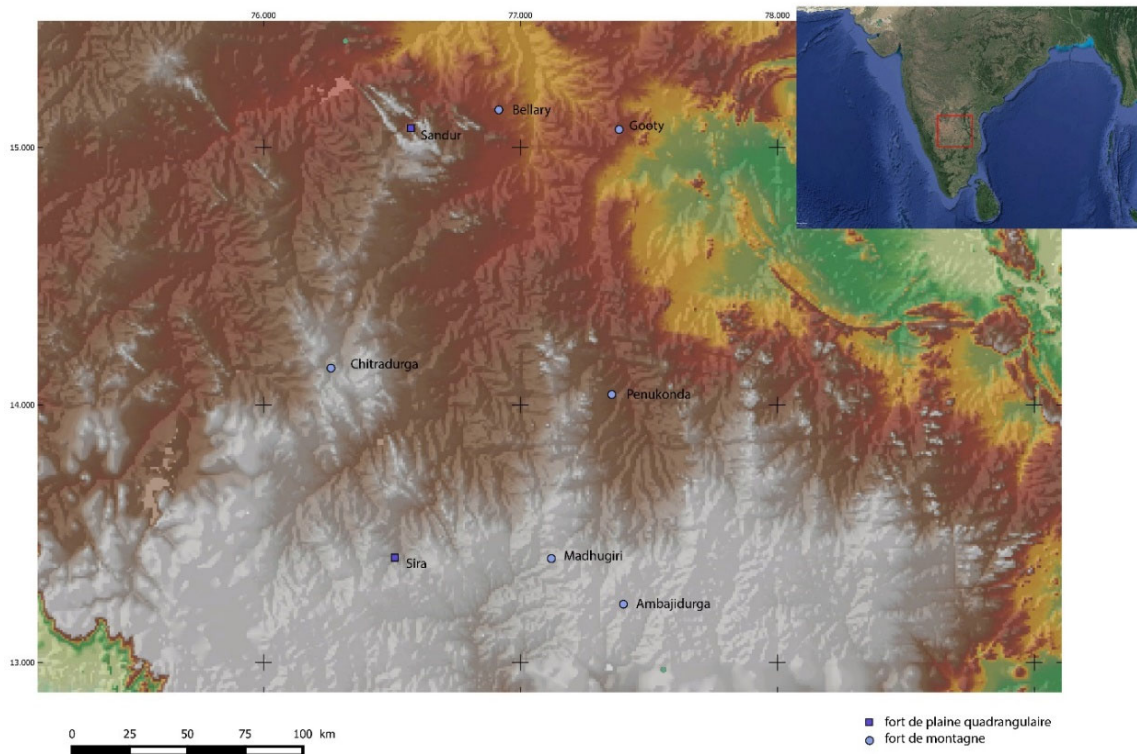 76.000
77.000
78.000
Bellary
Gooty
Sandur
15.000
Chitradurga
Penukonda
14.000
Madhugiri
Sira
Ambajidurga
13.000
0 25 50 75 100 km
fort de plaine quadrangulaire
fort de montagne